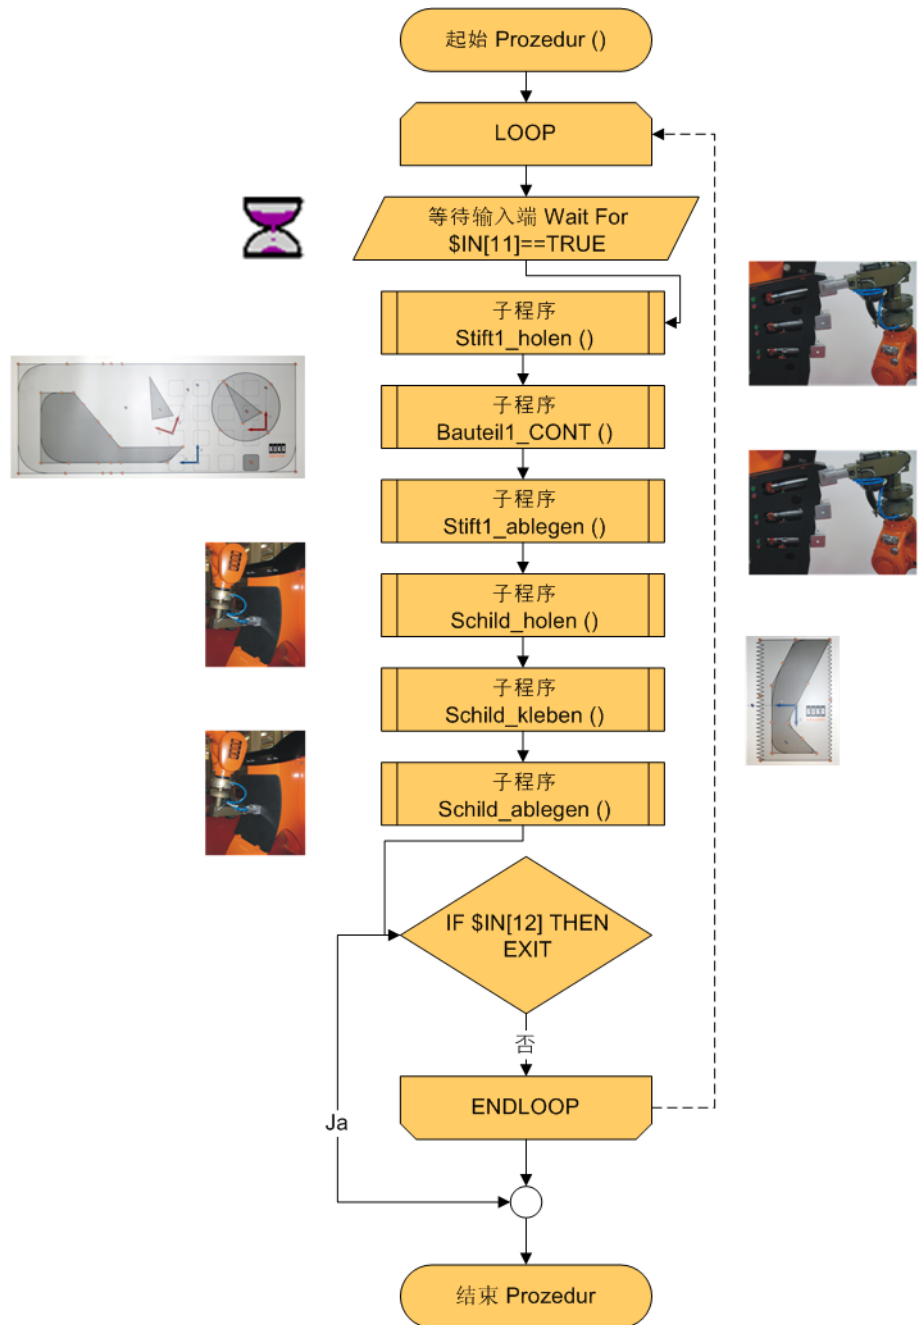 起始 Prozedur ()
LOOP
等待输入端 Wait For
$IN[11]==TRUE
子程序
Stift1_holen ()
子程序
Bauteil1_CONT ()
KUKA
子程序
Stift1_ablegen ()
子程序
Schild_holen ()
子程序
Schild_kleben ()
KUKA
子程序
Schild_ablegen ()
IF $IN[12] THEN
EXIT
否
ENDLOOP
Ja
结束 Prozedur